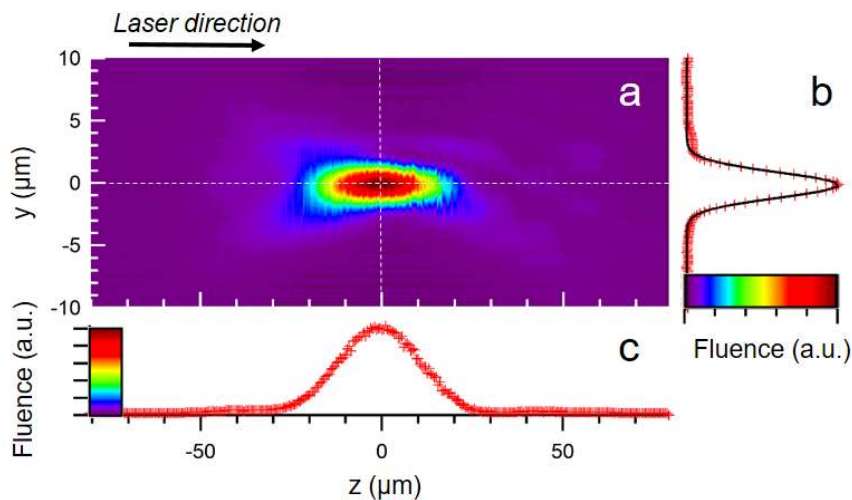 Laser direction
10
5
0
-5
-10
y (µm)
a
b
Fluence (a.u.)
Fluence (a.u.)
c
-50
0
50
z (µm)